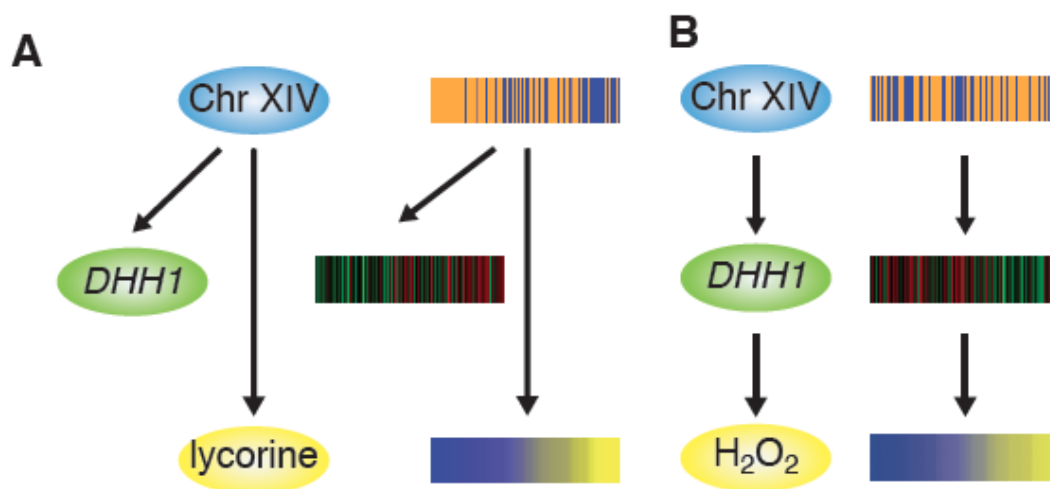 A
Chr XIV
DHH1
lycorine
B
Chr XIV
DHH1
H₂O₂